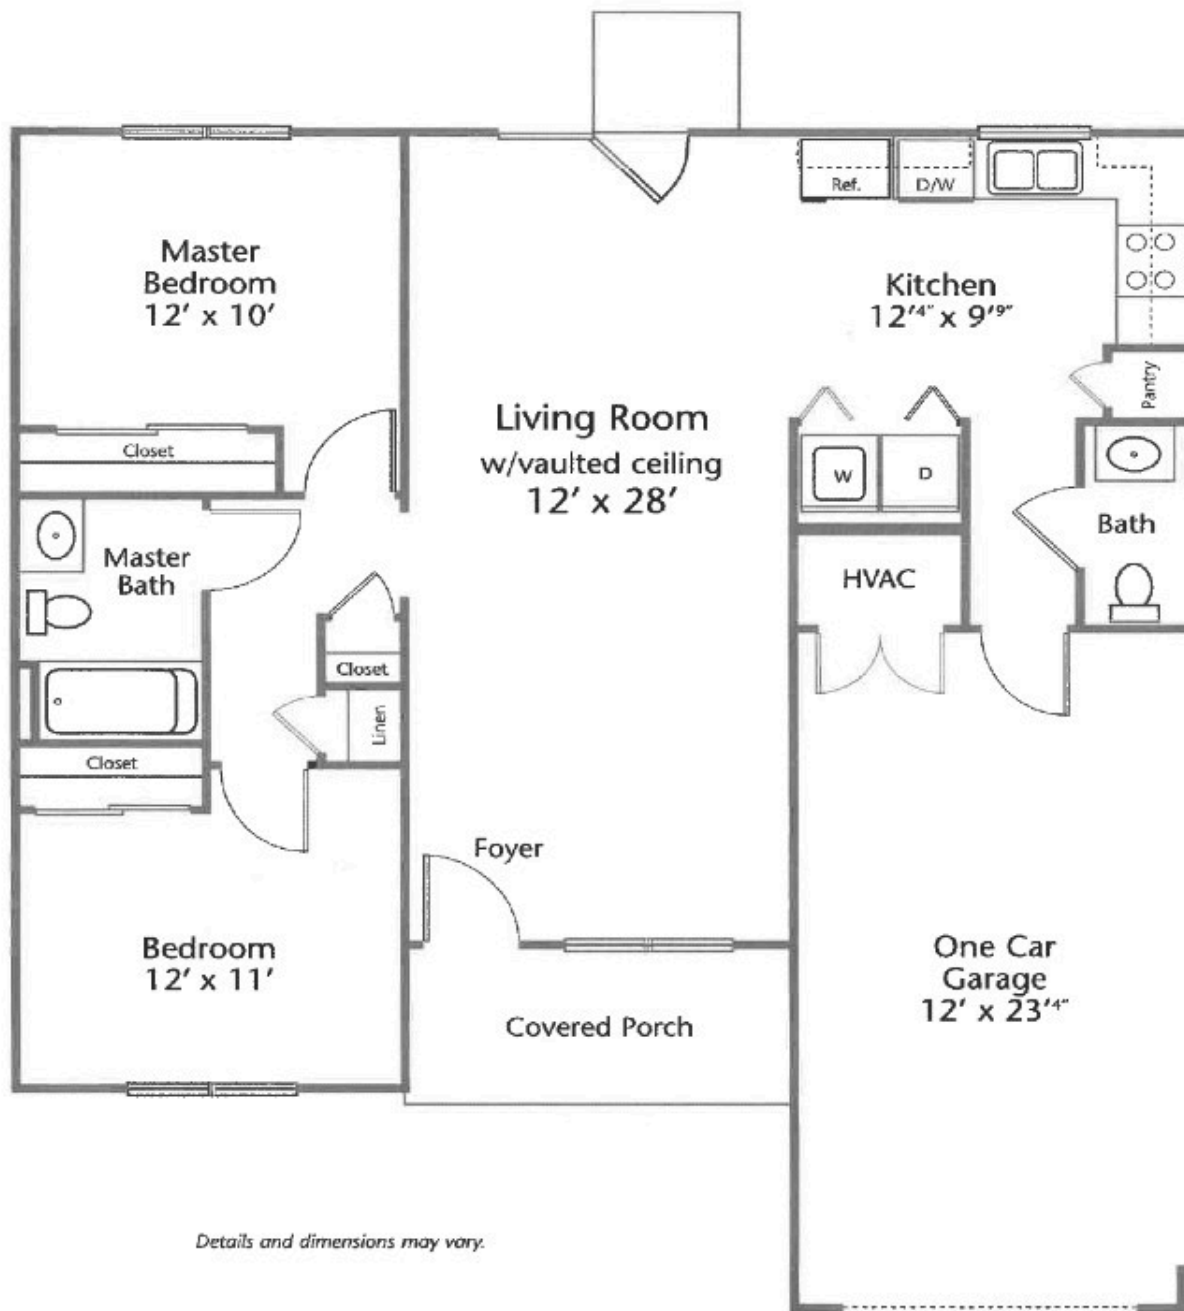 Ref.
D/W
Master
Bedroom
12' x 10'
Kitchen
12'4" x 9'9"
Pantry
Living Room
w/vaulted ceiling
12' x 28'
Closet
W
D
Bath
Master
Bath
HVAC
Closet
Linen
Closet
Foyer
Bedroom
12' x 11'
One Car
Garage
12' x 23'4"
Covered Porch
Details and dimensions may vary.